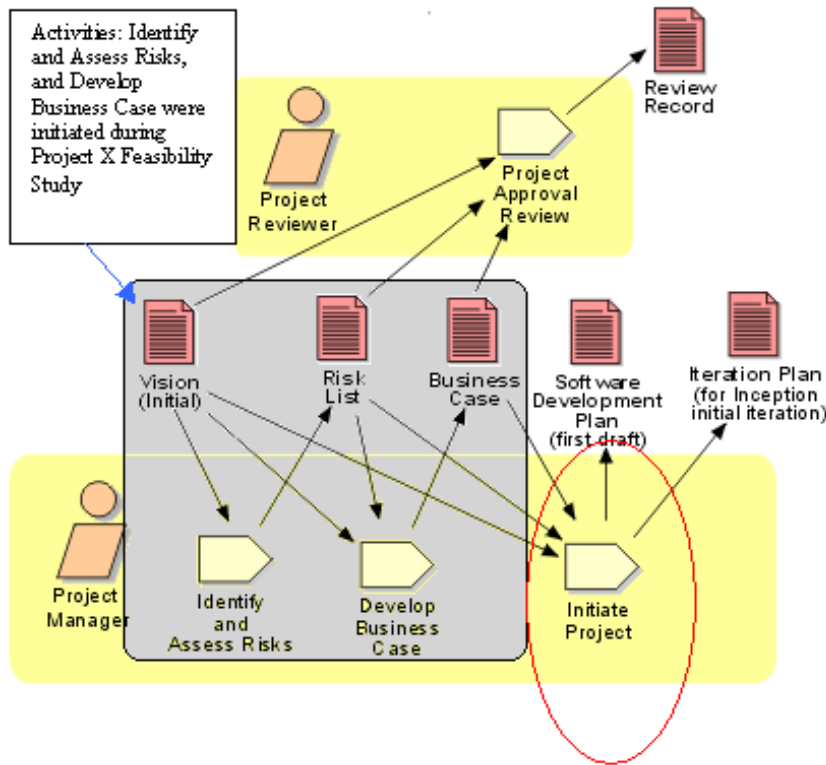 Activities: Identify
and Assess Risks,
and Develop
Business Case were
initiated during
Project X Feasibility
Study
Review
Record
Project
Reviewer
Project
Approval
Review
Vision
(Initial)
Risk
List
Business
Case
Software
Development
Plan
(first draft)
Iteration Plan
(for Inception
initial iteration)
Project
Manager
Identify
and
Assess Risks
Develop
Business
Case
Initiate
Project